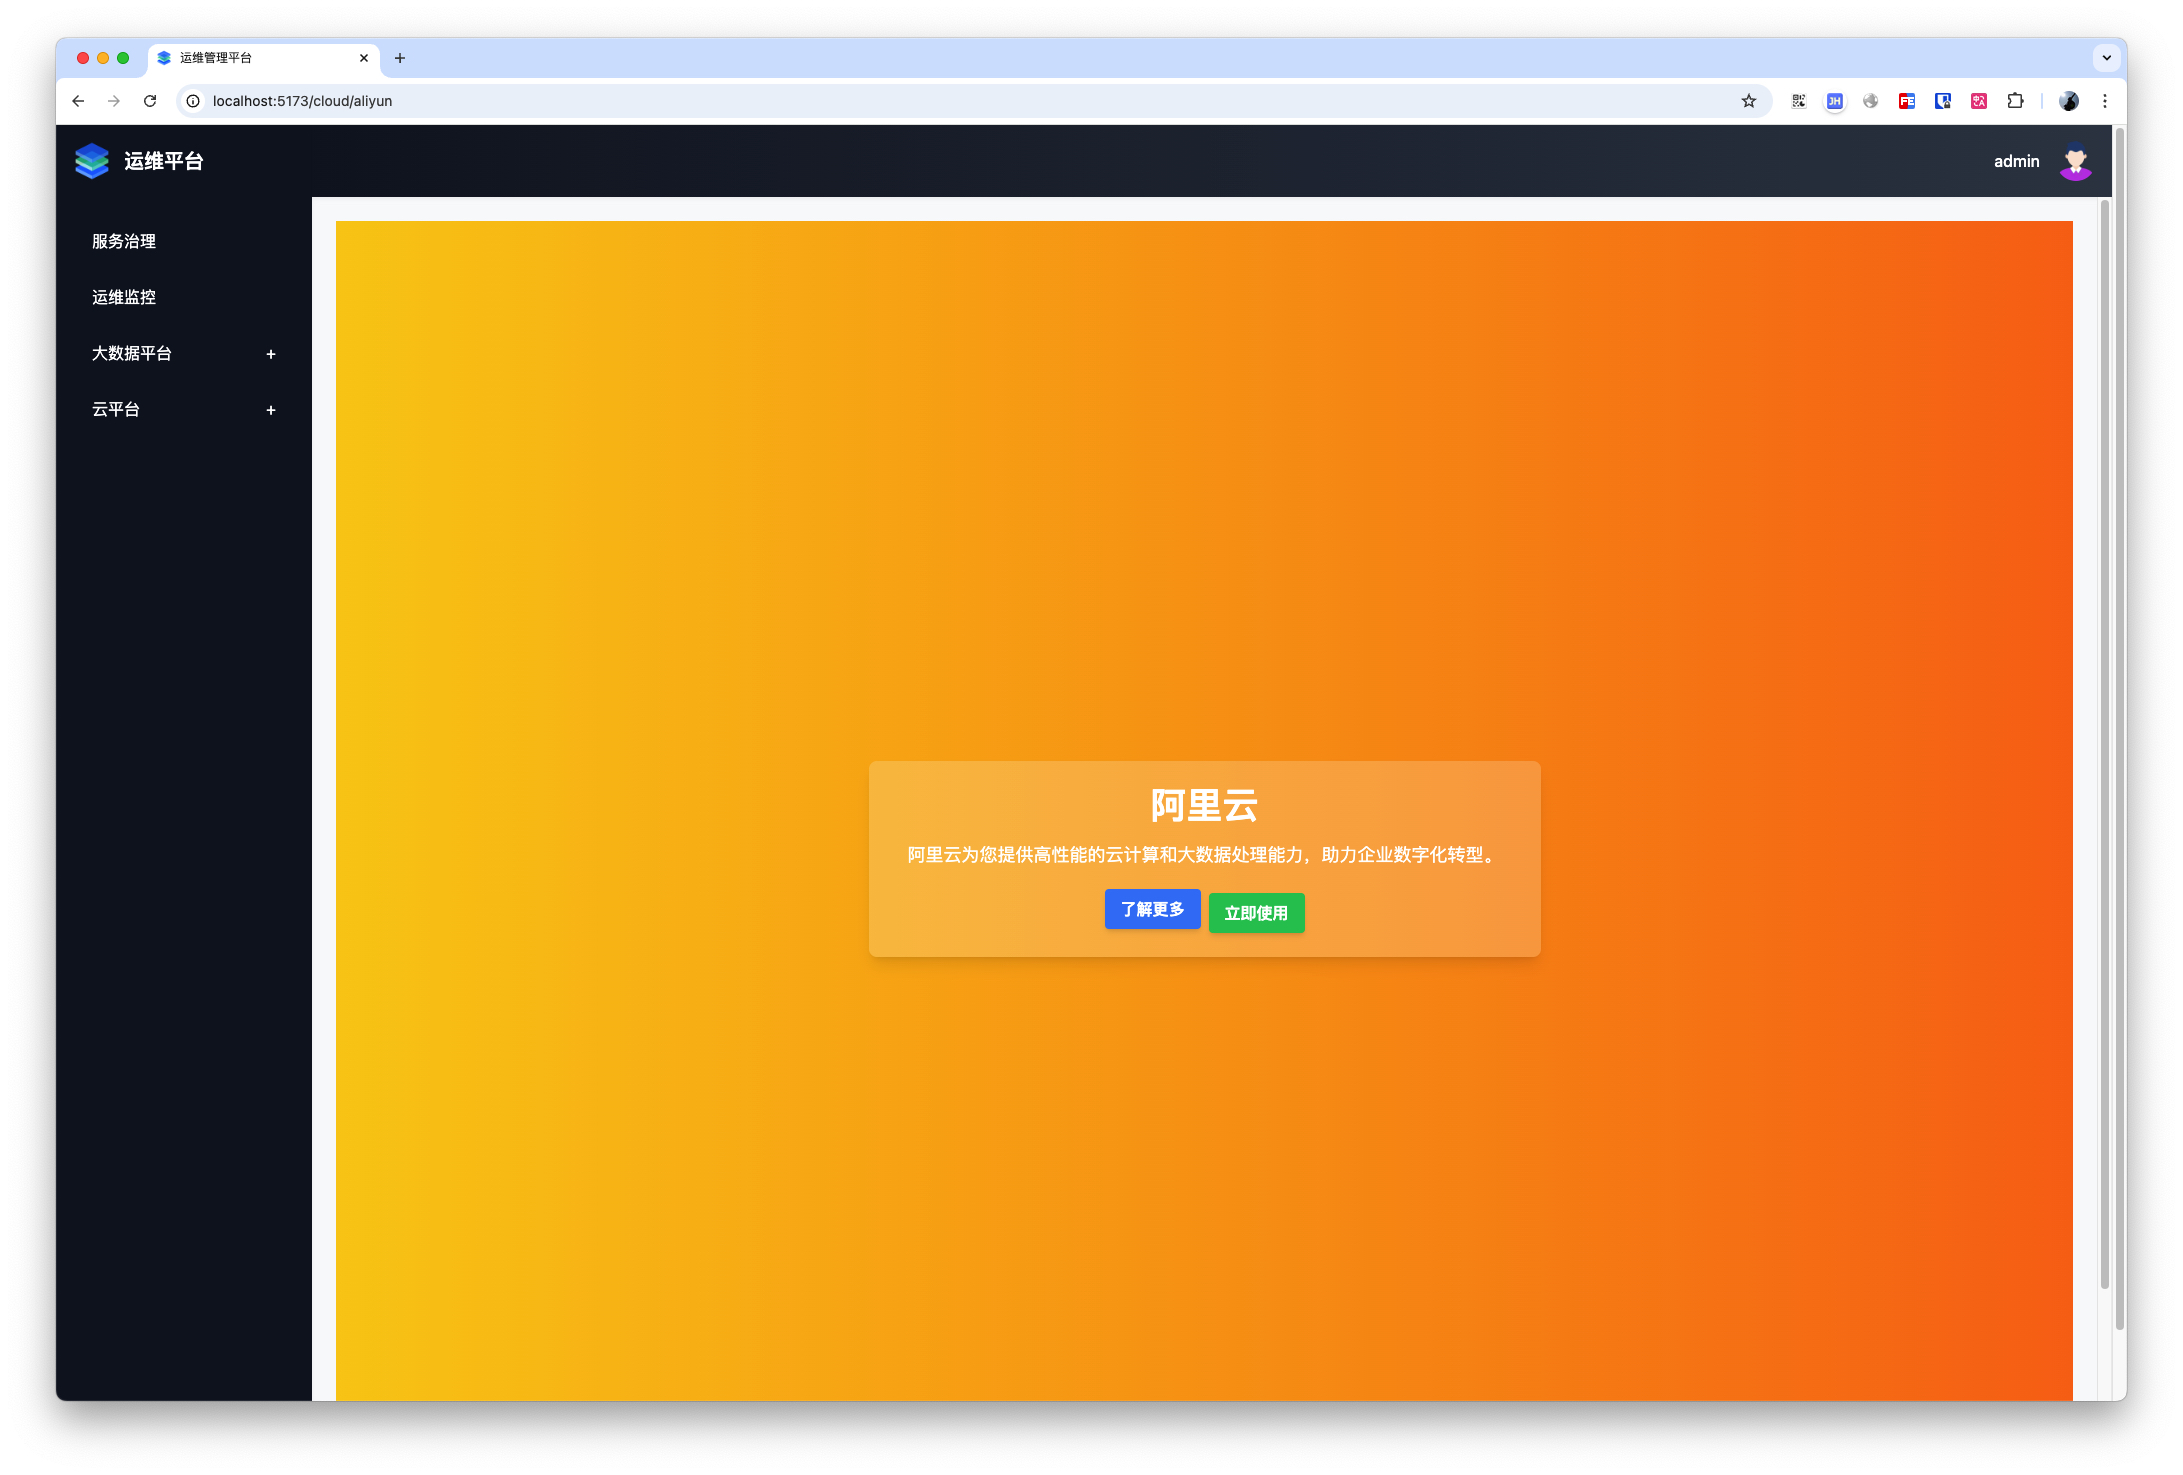 运维管理平台
localhost:5173/cloud/aliyun
JH
FE
运维平台
admin
服务治理
运维监控
大数据平台 +
云平台 +
阿里云
阿里云为您提供高性能的云计算和大数据处理能力，助力企业数字化转型。
了解更多
立即使用